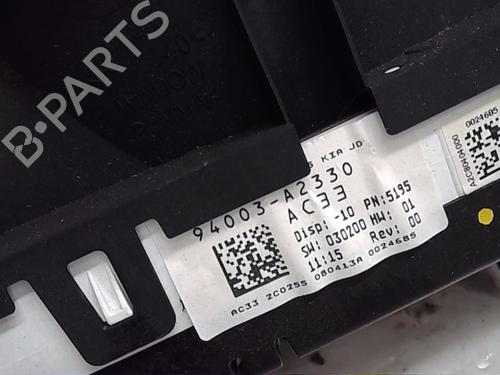 B-PARTS
KIA JD
94003-A2330
AC33
Disp: -10 PN:5195
SW: 030200 HW: 01
11:15 Rev: 00
AC33 2C0255 080413A 0024685
0024685
A2C80404000